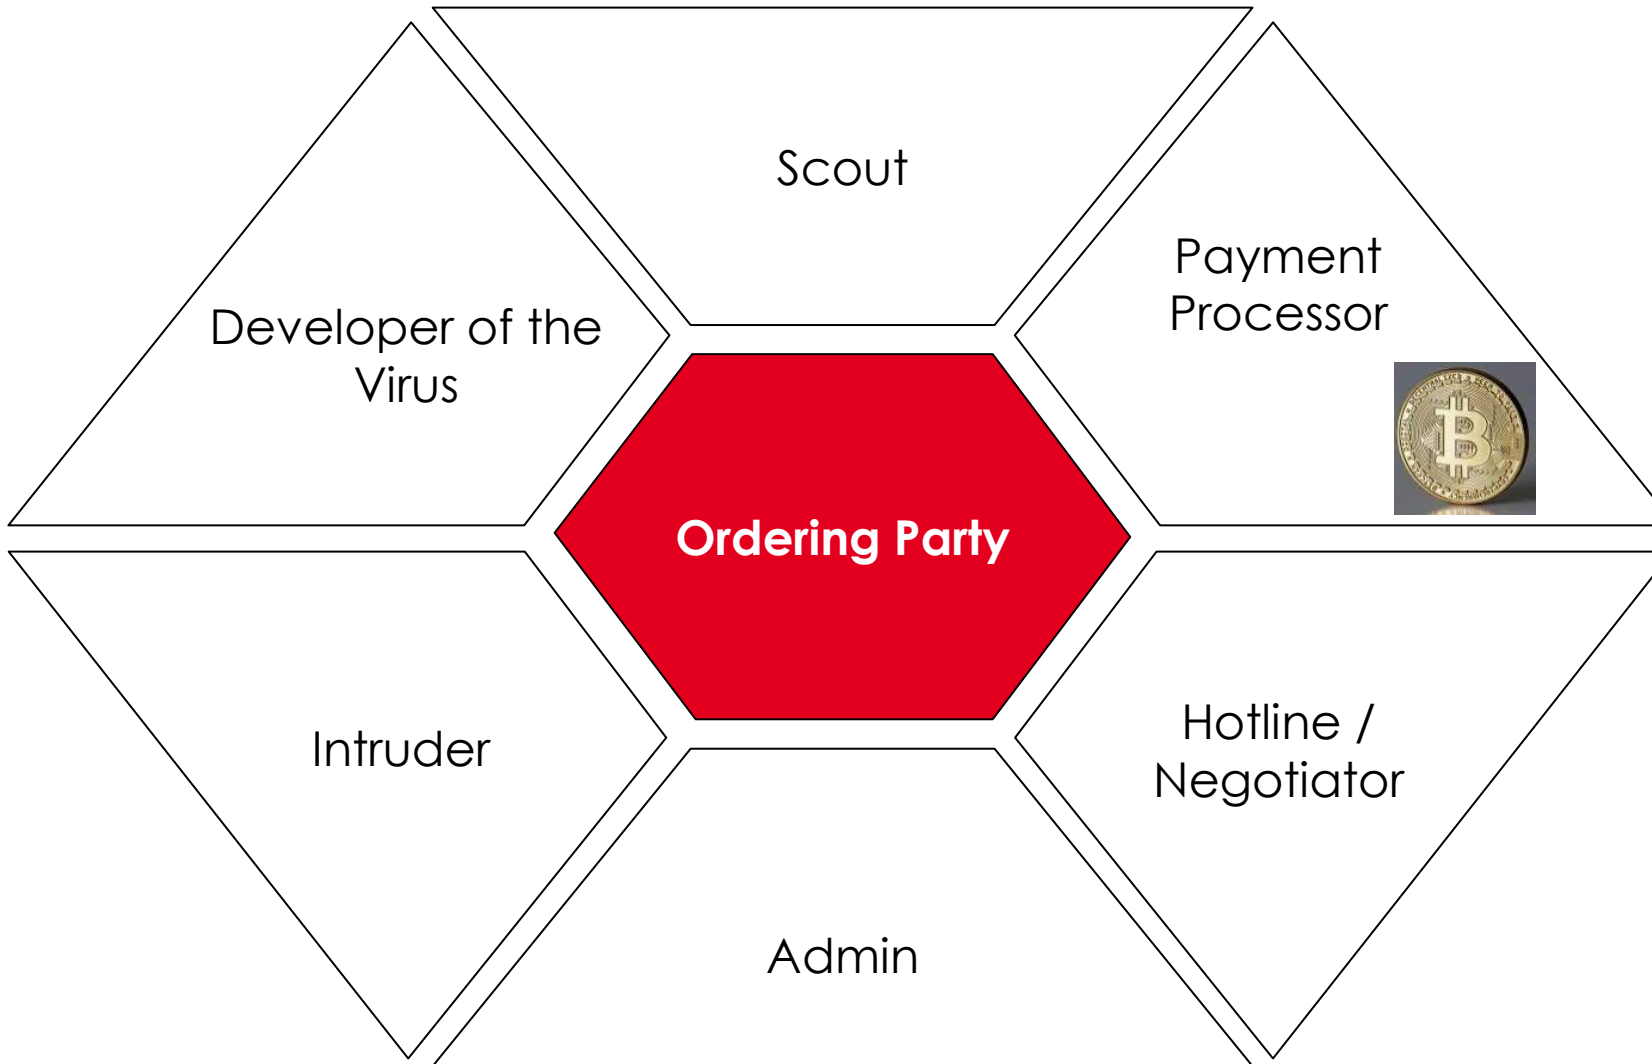 Scout
Payment
Processor
Developer of the
Virus
Ordering Party
Intruder
Hotline /
Negotiator
Admin